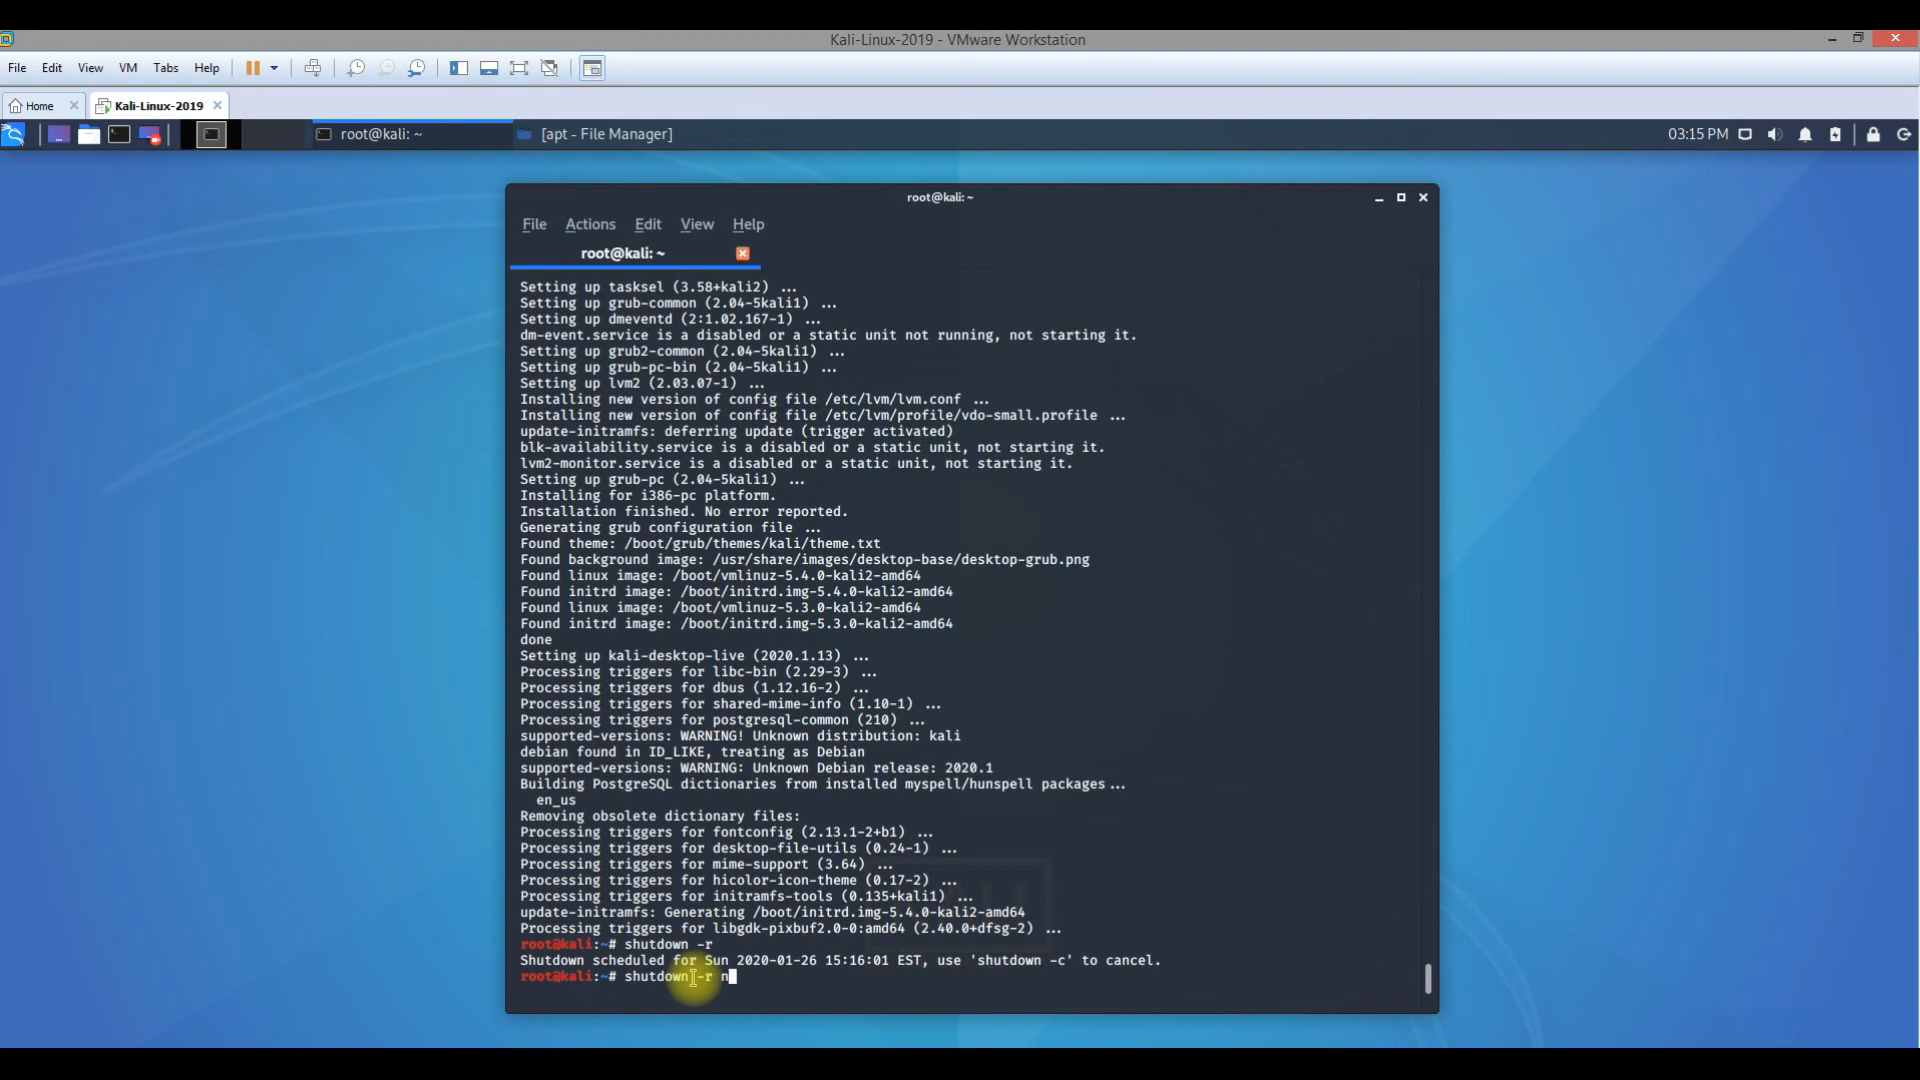 Kali-Linux-2019 - VMware Workstation
File Edit View VM Tabs Help
Home Kali-Linux-2019
root@kali: ~ [apt - File Manager] 03:15 PM
root@kali: ~
File Actions Edit View Help
root@kali: ~
Setting up tasksel (3.58+kali2) ...
Setting up grub-common (2.04-5kali1) ...
Setting up dmeventd (2:1.02.167-1) ...
dm-event.service is a disabled or a static unit not running, not starting it.
Setting up grub2-common (2.04-5kali1) ...
Setting up grub-pc-bin (2.04-5kali1) ...
Setting up lvm2 (2.03.07-1) ...
Installing new version of config file /etc/lvm/lvm.conf ...
Installing new version of config file /etc/lvm/profile/vdo-small.profile ...
update-initramfs: deferring update (trigger activated)
blk-availability.service is a disabled or a static unit, not starting it.
lvm2-monitor.service is a disabled or a static unit, not starting it.
Setting up grub-pc (2.04-5kali1) ...
Installing for i386-pc platform.
Installation finished. No error reported.
Generating grub configuration file ...
Found theme: /boot/grub/themes/kali/theme.txt
Found background image: /usr/share/images/desktop-base/desktop-grub.png
Found linux image: /boot/vmlinuz-5.4.0-kali2-amd64
Found initrd image: /boot/initrd.img-5.4.0-kali2-amd64
Found linux image: /boot/vmlinuz-5.3.0-kali2-amd64
Found initrd image: /boot/initrd.img-5.3.0-kali2-amd64
done
Setting up kali-desktop-live (2020.1.13) ...
Processing triggers for libc-bin (2.29-3) ...
Processing triggers for dbus (1.12.16-2) ...
Processing triggers for shared-mime-info (1.10-1) ...
Processing triggers for postgresql-common (210) ...
supported-versions: WARNING! Unknown distribution: kali
debian found in ID_LIKE, treating as Debian
supported-versions: WARNING: Unknown Debian release: 2020.1
Building PostgreSQL dictionaries from installed myspell/hunspell packages...
en_us
Removing obsolete dictionary files:
Processing triggers for fontconfig (2.13.1-2+b1) ...
Processing triggers for desktop-file-utils (0.24-1) ...
Processing triggers for mime-support (3.64) ...
Processing triggers for hicolor-icon-theme (0.17-2) ...
Processing triggers for initramfs-tools (0.135+kali1) ...
update-initramfs: Generating /boot/initrd.img-5.4.0-kali2-amd64
Processing triggers for libgdk-pixbuf2.0-0:amd64 (2.40.0+dfsg-2) ...
root@kali:~# shutdown -r
Shutdown scheduled for Sun 2020-01-26 15:16:01 EST, use 'shutdown -c' to cancel.
root@kali:~# shutdown -r n